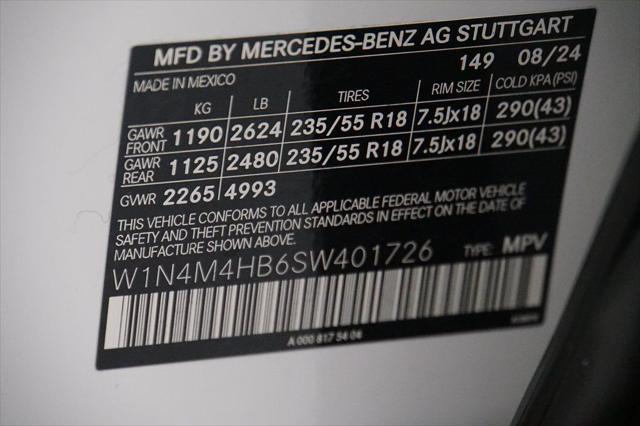 MFD BY MERCEDES-BENZ AG STUTTGART
MADE IN MEXICO 149 08/24
KG LB TIRES RIM SIZE COLD KPA (PSI)
GAWR FRONT 1190 2624 235/55 R18 7.5Jx18 290(43)
GAWR REAR 1125 2480 235/55 R18 7.5Jx18 290(43)
GVWR 2265 4993
THIS VEHICLE CONFORMS TO ALL APPLICABLE FEDERAL MOTOR VEHICLE
SAFETY AND THEFT PREVENTION STANDARDS IN EFFECT ON THE DATE OF
MANUFACTURE SHOWN ABOVE.
W1N4M4HB6SW401726 TYPE: MPV
A 000 817 54 04